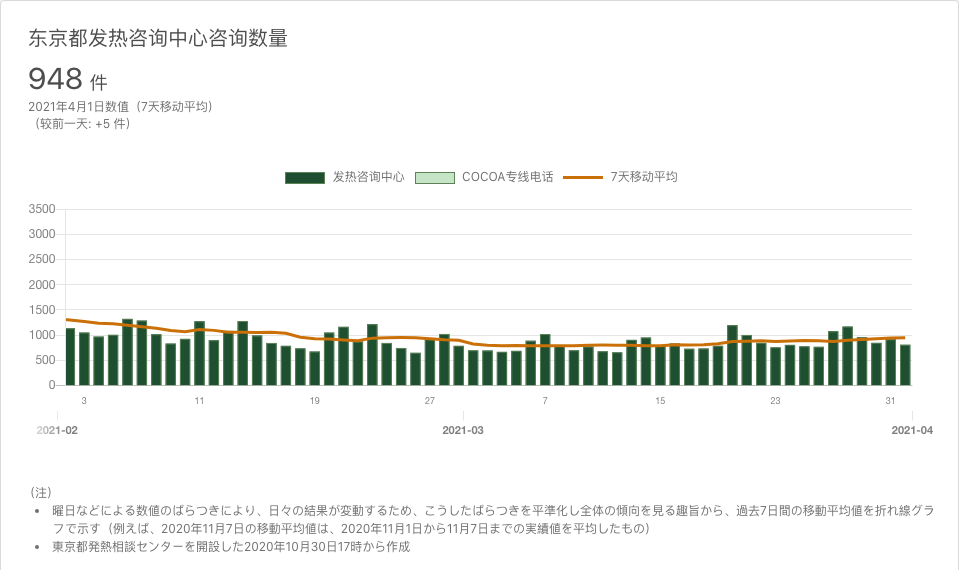 东京都发热咨询中心咨询数量
948 件
2021年4月1日数值（7天移动平均）
（较前一天: +5 件）
发热咨询中心 COCOA专线电话 7天移动平均
3500
3000
2500
2000
1500
1000
500
0
3 11 19 27 7 15 23 31
2021-02 2021-03 2021-04
（注）
• 曜日などによる数値のばらつきにより、日々の結果が変動するため、こうしたばらつきを平準化し全体の傾向を見る趣旨から、過去7日間の移動平均値を折れ線グラ
フで示す（例えば、2020年11月7日の移動平均値は、2020年11月1日から11月7日までの実績値を平均したもの）
• 東京都発熱相談センターを開設した2020年10月30日17時から作成